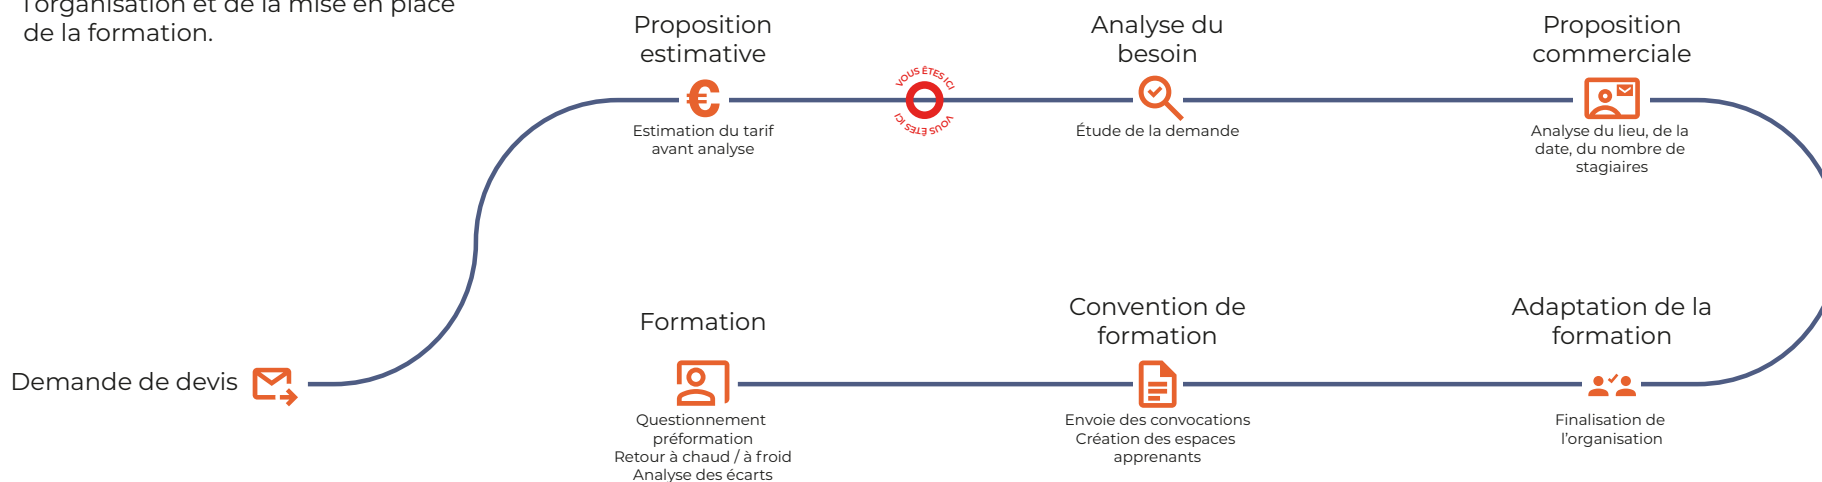 l'organisation et de la mise en place
de la formation.
Demande de devis
Proposition
estimative
€
Estimation du tarif
avant analyse
VOUS ÊTES ICI
VOUS ÊTES ICI
Analyse du
besoin
Étude de la demande
Proposition
commerciale
Analyse du lieu, de la
date, du nombre de
stagiaires
Adaptation de la
formation
Finalisation de
l'organisation
Convention de
formation
Envoie des convocations
Création des espaces
apprenants
Formation
Questionnement
préformation
Retour à chaud / à froid
Analyse des écarts